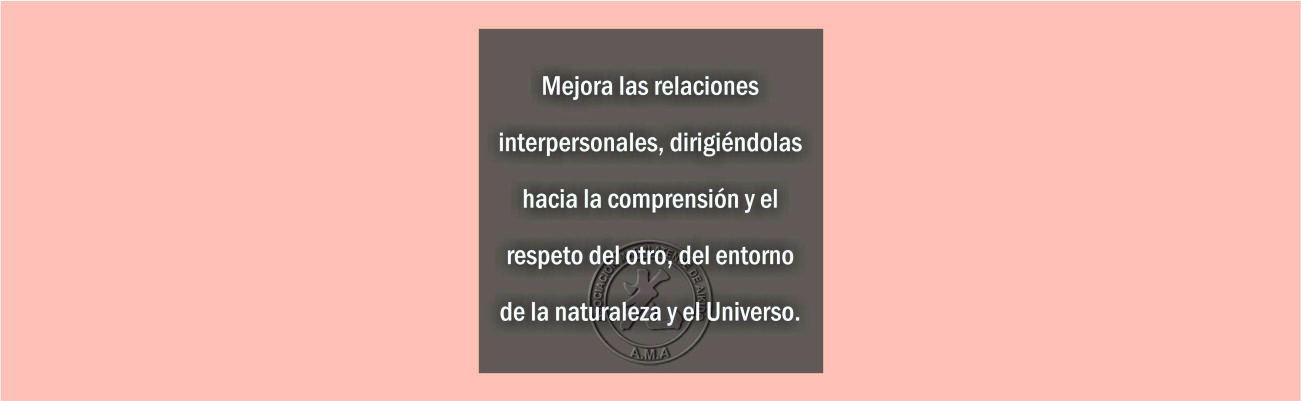 Mejora las relaciones
interpersonales, dirigiéndolas
hacia la comprensión y el
respeto del otro, del entorno
de la naturaleza y el Universo.
A.M.A